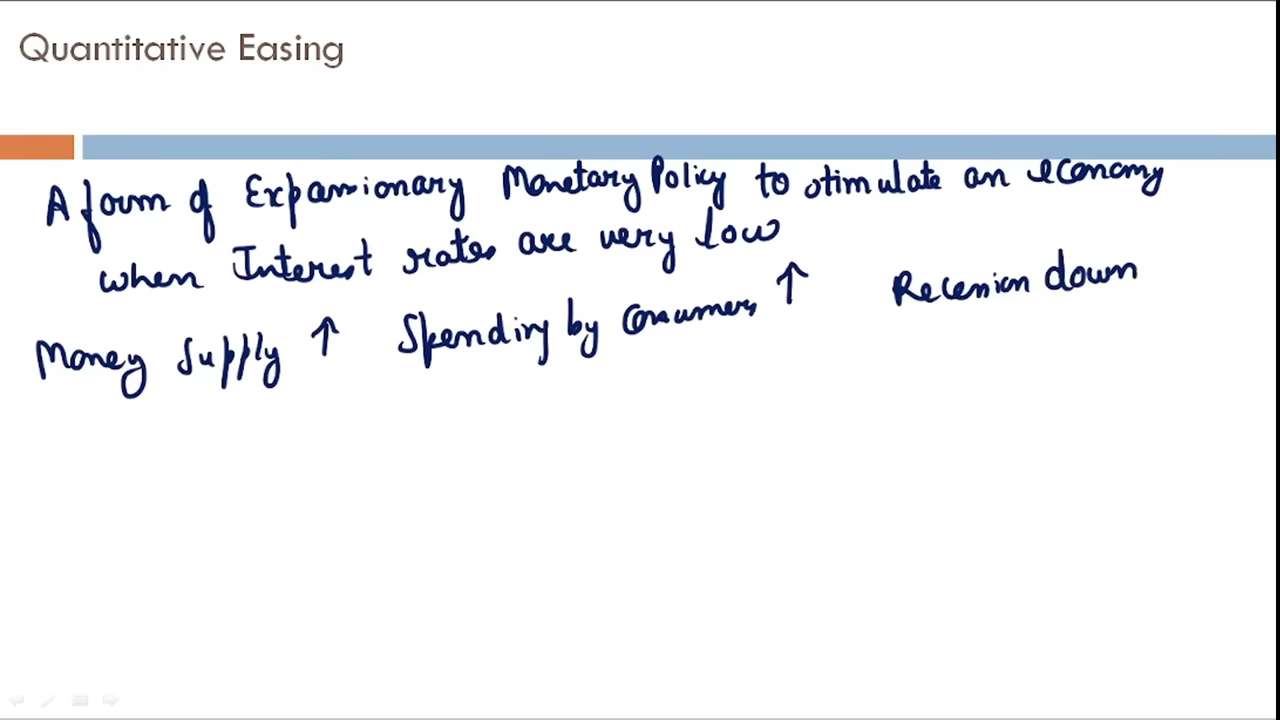 Quantitative Easing
A form of Expansionary Monetary Policy to stimulate an economy
when Interest rates are very low
Money Supply ↑ Spending by Consumers ↑ Recession down